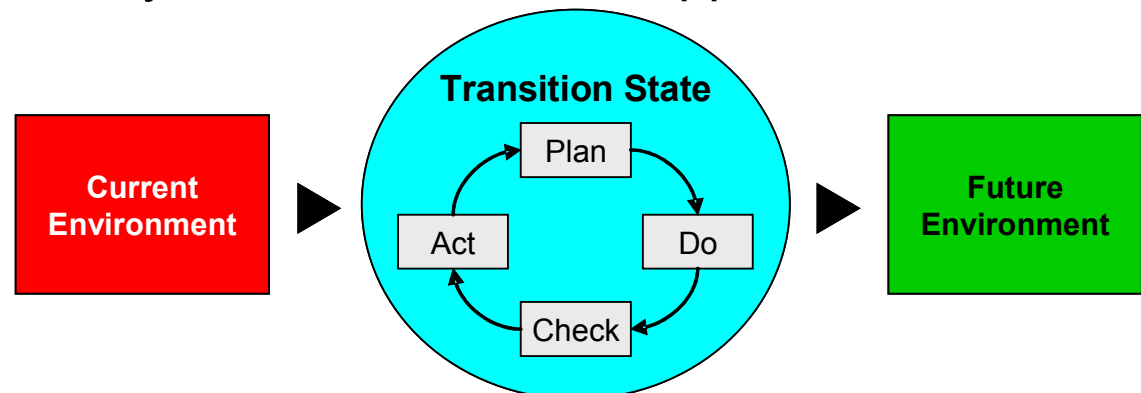 Transition State
Plan
Current
Environment
Act
Do
Check
Future
Environment